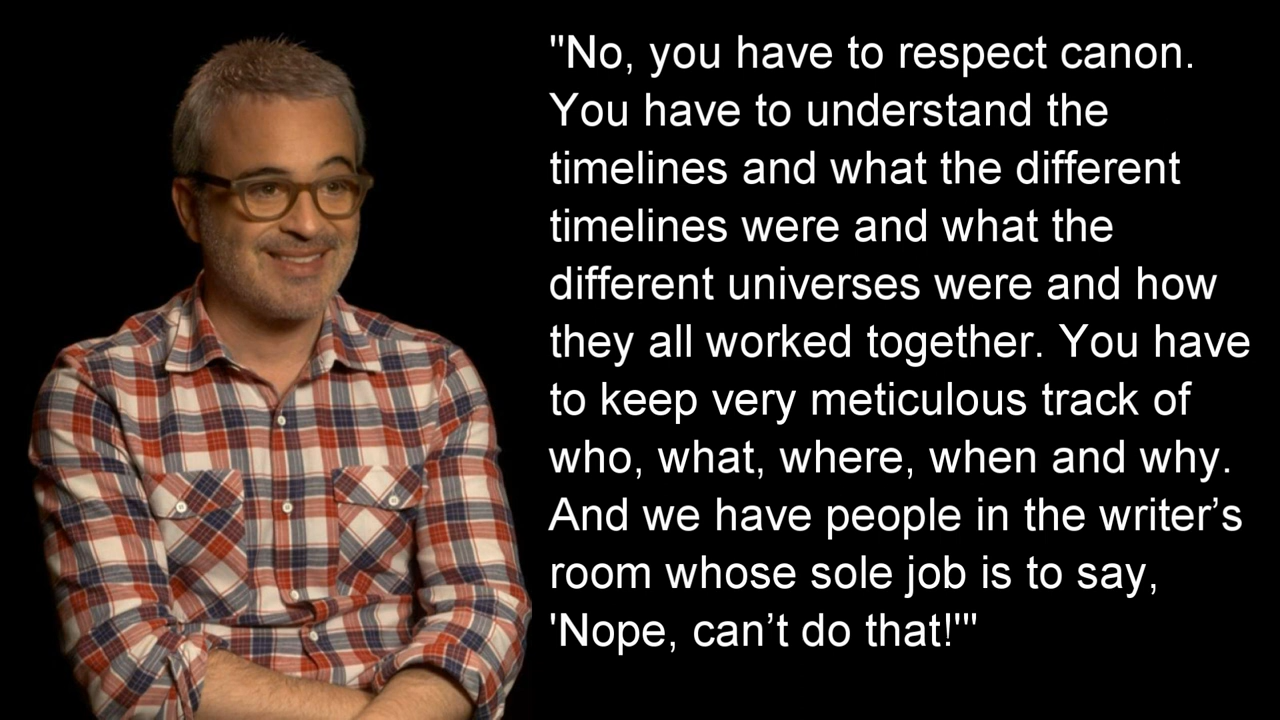 "No, you have to respect canon.
You have to understand the
timelines and what the different
timelines were and what the
different universes were and how
they all worked together. You have
to keep very meticulous track of
who, what, where, when and why.
And we have people in the writer’s
room whose sole job is to say,
'Nope, can’t do that!'"